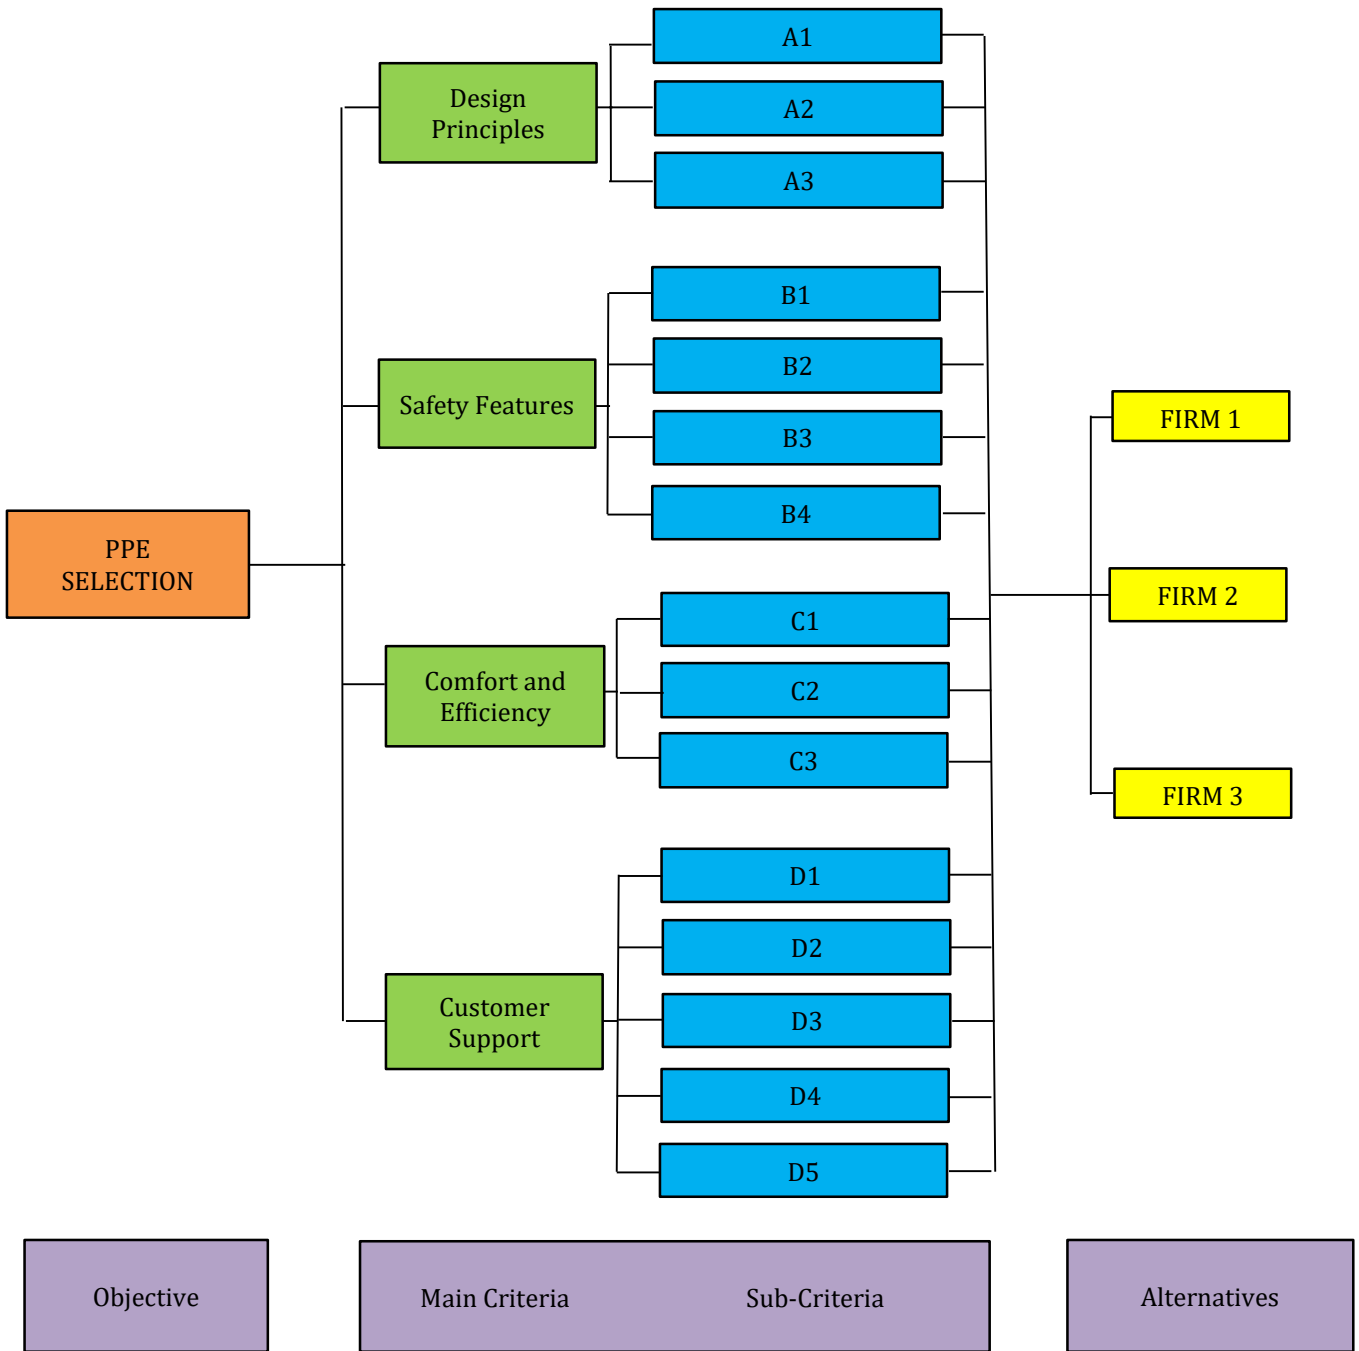 PPE
SELECTION
Design
Principles
A1
A2
A3
Safety Features
B1
B2
B3
B4
Comfort and
Efficiency
C1
C2
C3
Customer
Support
D1
D2
D3
D4
D5
FIRM 1
FIRM 2
FIRM 3
Objective
Main Criteria
Sub-Criteria
Alternatives